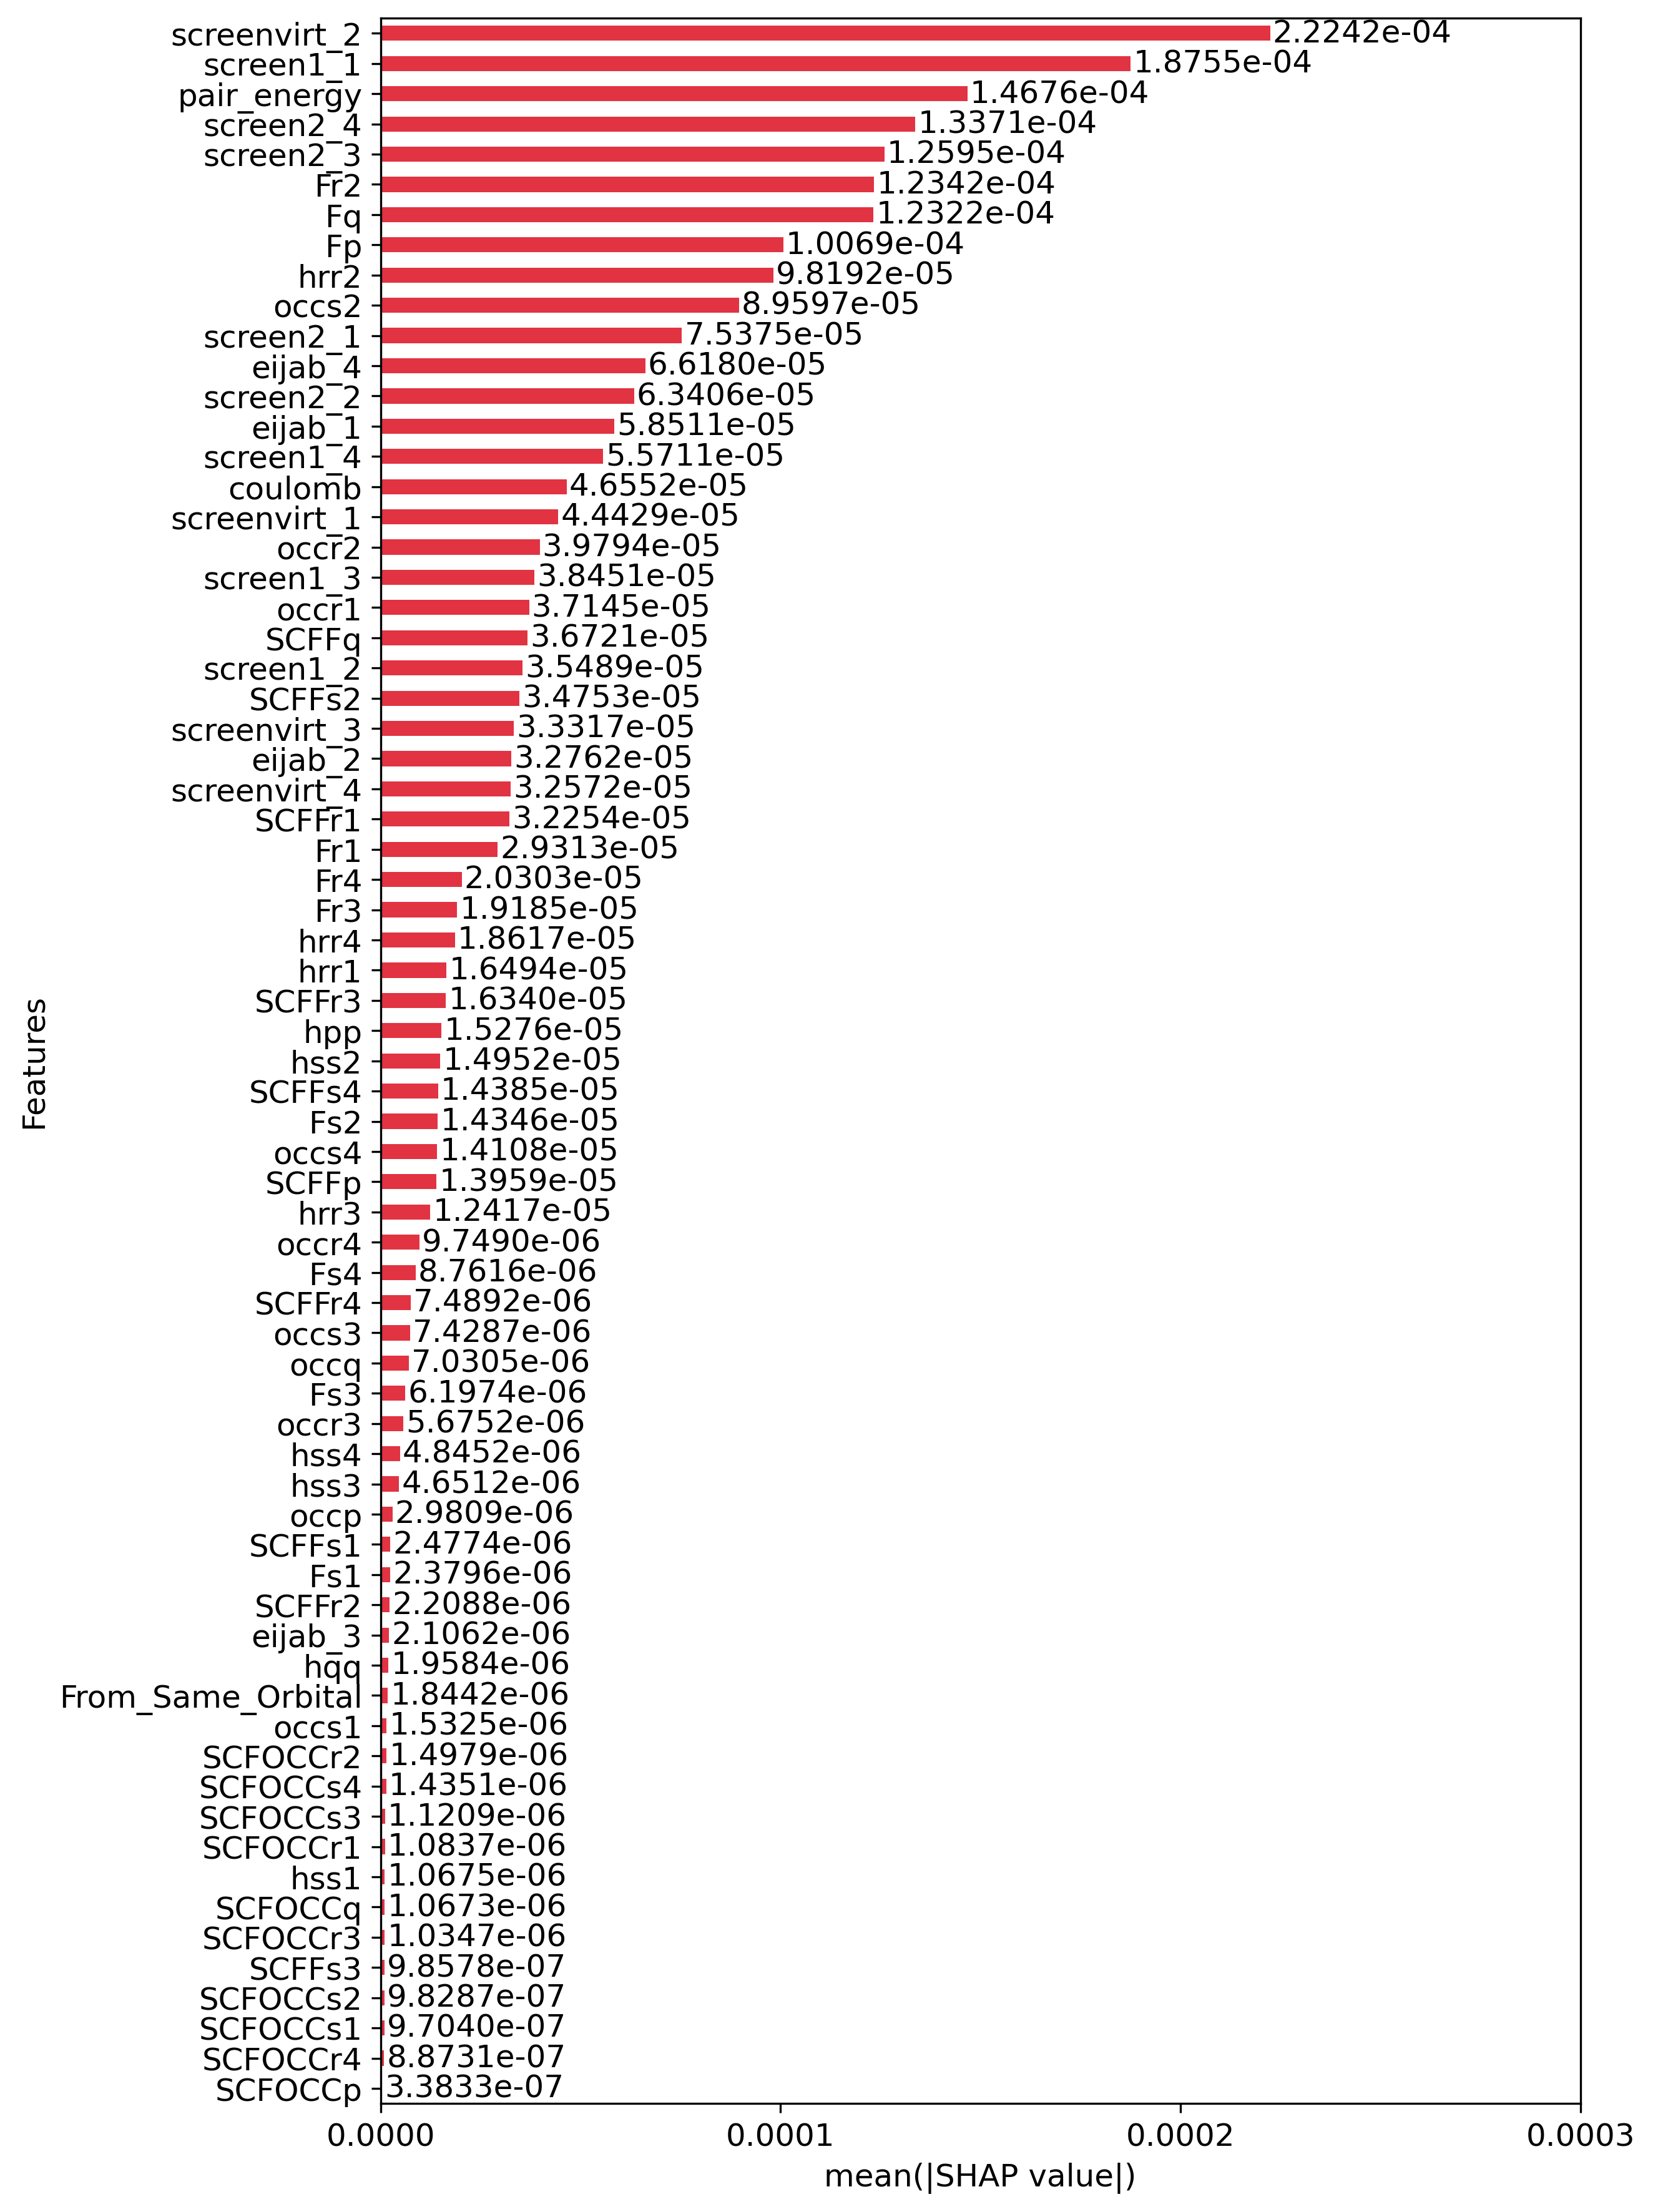 screenvirt_2 2.2242e-04
screen1_1 1.8755e-04
pair_energy 1.4676e-04
screen2_4 1.3371e-04
screen2_3 1.2595e-04
Fr2 1.2342e-04
Fq 1.2322e-04
Fp 1.0069e-04
hrr2 9.8192e-05
occs2 8.9597e-05
screen2_1 7.5375e-05
eijab_4 6.6180e-05
screen2_2 6.3406e-05
eijab_1 5.8511e-05
screen1_4 5.5711e-05
coulomb 4.6552e-05
screenvirt_1 4.4429e-05
occr2 3.9794e-05
screen1_3 3.8451e-05
occr1 3.7145e-05
SCFFq 3.6721e-05
screen1_2 3.5489e-05
SCFFs2 3.4753e-05
screenvirt_3 3.3317e-05
eijab_2 3.2762e-05
screenvirt_4 3.2572e-05
SCFFr1 3.2254e-05
Fr1 2.9313e-05
Fr4 2.0303e-05
Fr3 1.9185e-05
hrr4 1.8617e-05
hrr1 1.6494e-05
SCFFr3 1.6340e-05
hpp 1.5276e-05
hss2 1.4952e-05
SCFFs4 1.4385e-05
Fs2 1.4346e-05
occs4 1.4108e-05
SCFFp 1.3959e-05
hrr3 1.2417e-05
occr4 9.7490e-06
Fs4 8.7616e-06
SCFFr4 7.4892e-06
occs3 7.4287e-06
occq 7.0305e-06
Fs3 6.1974e-06
occr3 5.6752e-06
hss4 4.8452e-06
hss3 4.6512e-06
occp 2.9809e-06
SCFFs1 2.4774e-06
Fs1 2.3796e-06
SCFFr2 2.2088e-06
eijab_3 2.1062e-06
hqq 1.9584e-06
From_Same_Orbital 1.8442e-06
occs1 1.5325e-06
SCFOCCr2 1.4979e-06
SCFOCCs4 1.4351e-06
SCFOCCs3 1.1209e-06
SCFOCCr1 1.0837e-06
hss1 1.0675e-06
SCFOCCq 1.0673e-06
SCFOCCr3 1.0347e-06
SCFFs3 9.8578e-07
SCFOCCs2 9.8287e-07
SCFOCCs1 9.7040e-07
SCFOCCr4 8.8731e-07
SCFOCCp 3.3833e-07
0.0000 0.0001 0.0002 0.0003
mean(|SHAP value|)
Features